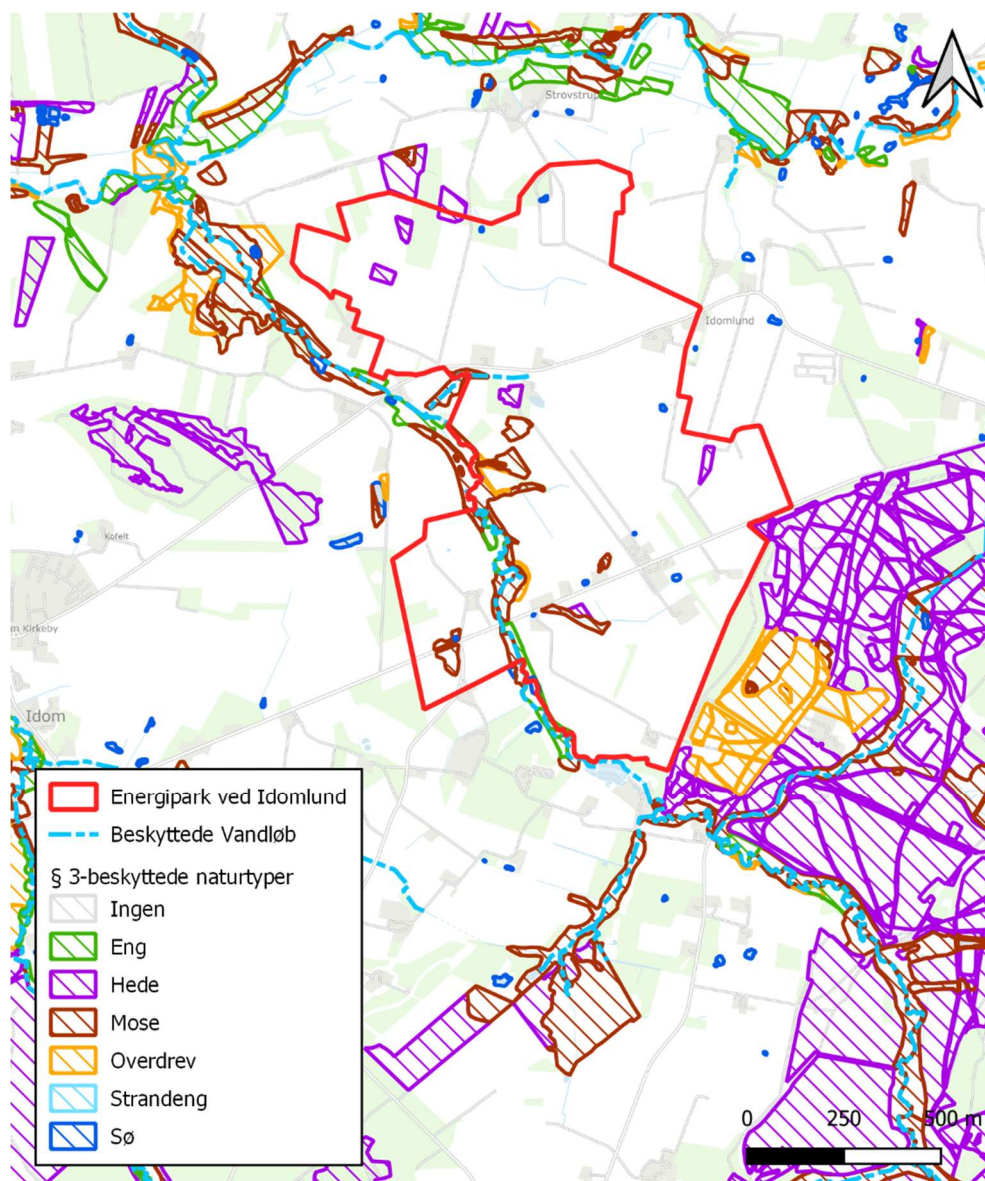 Strovstrup
Idomlund
Kofelt
m Kirkeby
Idom
Energipark ved Idomlund
Beskyttede Vandløb
§ 3-beskyttede naturtyper
Ingen
Eng
Hede
Mose
Overdrev
Strandeng
Sø
0 250 500 m